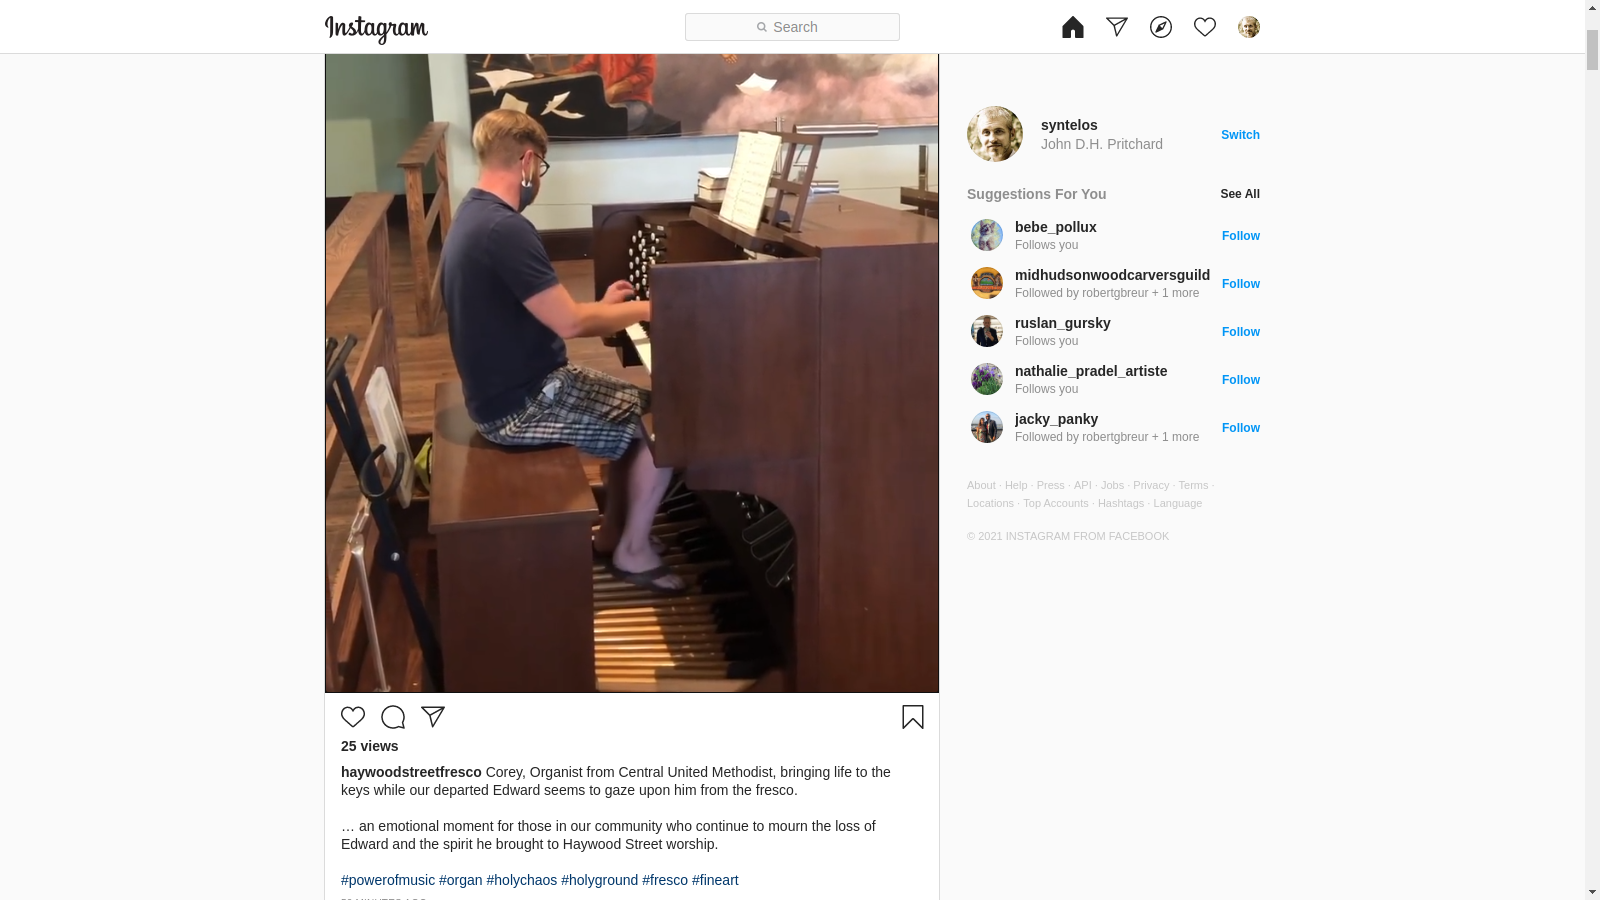 Instagram
Search
syntelos
John D.H. Pritchard
Switch
Suggestions For You
See All
bebe_pollux
Follows you
Follow
midhudsonwoodcarversguild
Followed by robertgbreur + 1 more
Follow
ruslan_gursky
Follows you
Follow
nathalie_pradel_artiste
Follows you
Follow
jacky_panky
Followed by robertgbreur + 1 more
Follow
About · Help · Press · API · Jobs · Privacy · Terms ·
Locations · Top Accounts · Hashtags · Language
© 2021 INSTAGRAM FROM FACEBOOK
25 views
haywoodstreetfresco Corey, Organist from Central United Methodist, bringing life to the
keys while our departed Edward seems to gaze upon him from the fresco.
… an emotional moment for those in our community who continue to mourn the loss of
Edward and the spirit he brought to Haywood Street worship.
#powerofmusic #organ #holychaos #holyground #fresco #fineart